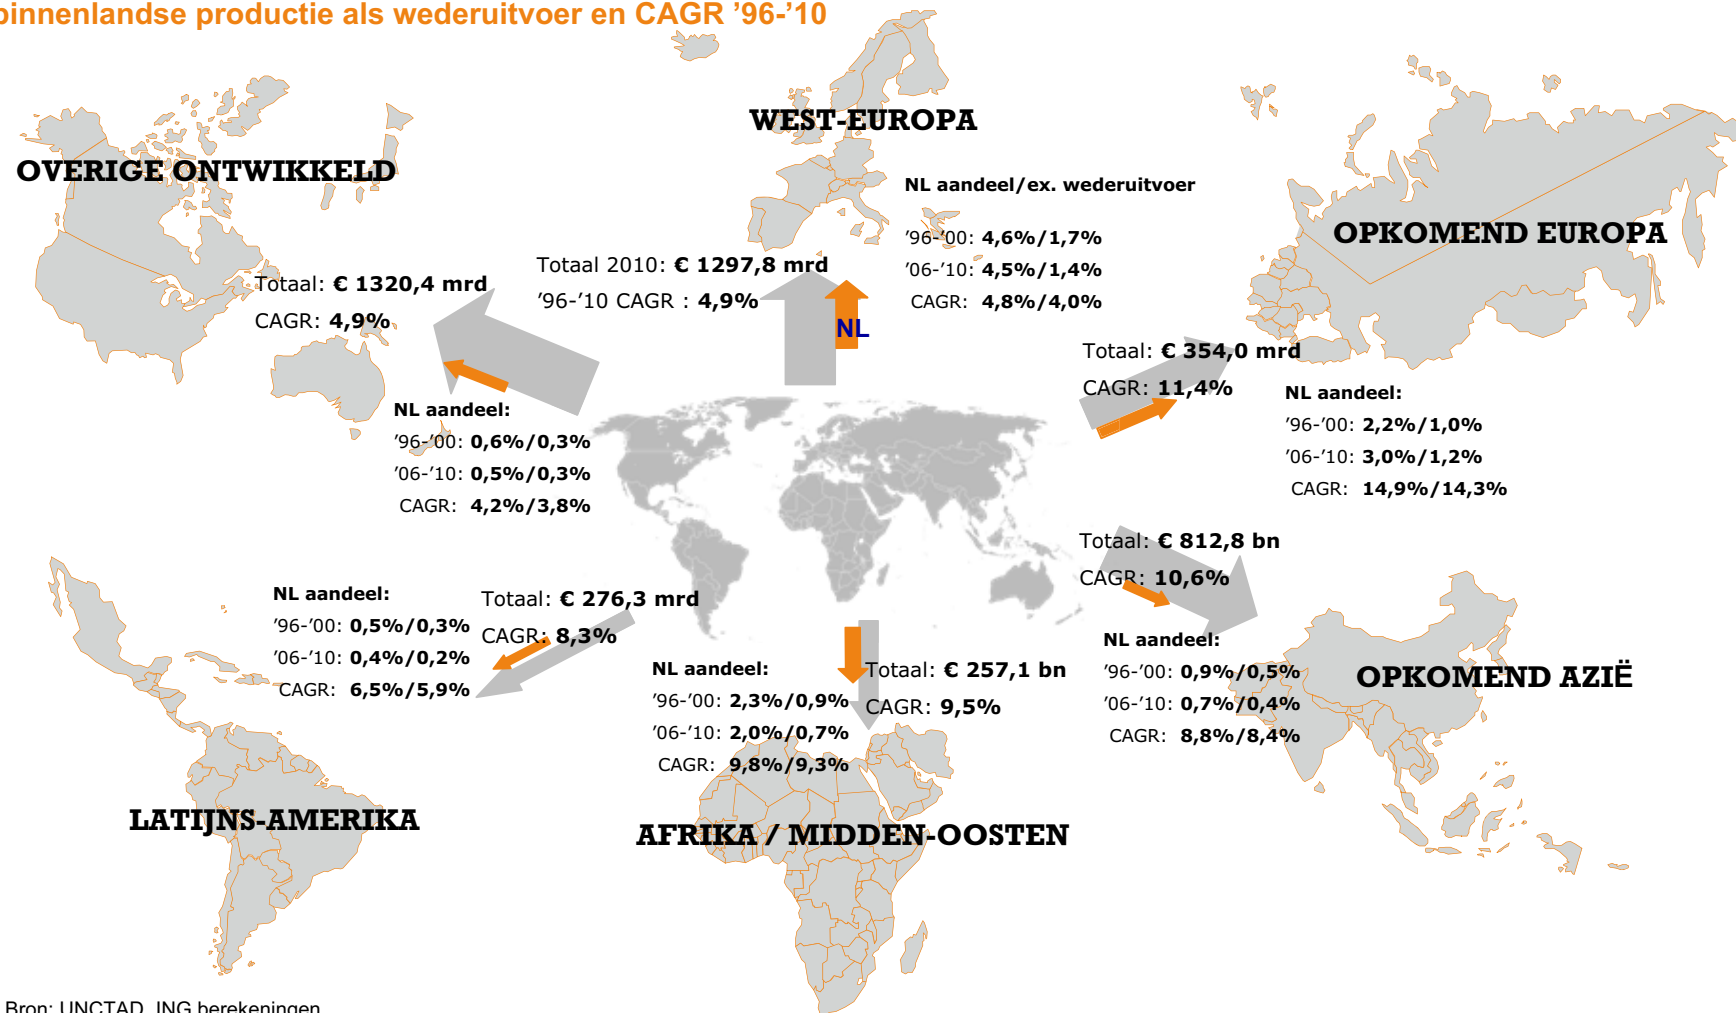 binnenlandse productie als wederuitvoer en CAGR ’96-’10
WEST-EUROPA
NL aandeel/ex. wederuitvoer
’96-’00: 4,6%/1,7%
’06-’10: 4,5%/1,4%
CAGR: 4,8%/4,0%
Totaal 2010: € 1297,8 mrd
’96-’10 CAGR : 4,9%
NL
OVERIGE ONTWIKKELD
Totaal: € 1320,4 mrd
CAGR: 4,9%
NL aandeel:
’96-’00: 0,6%/0,3%
’06-’10: 0,5%/0,3%
CAGR: 4,2%/3,8%
OPKOMEND EUROPA
Totaal: € 354,0 mrd
CAGR: 11,4%
NL aandeel:
’96-’00: 2,2%/1,0%
’06-’10: 3,0%/1,2%
CAGR: 14,9%/14,3%
Totaal: € 812,8 bn
CAGR: 10,6%
NL aandeel:
’96-’00: 0,9%/0,5%
’06-’10: 0,7%/0,4%
CAGR: 8,8%/8,4%
OPKOMEND AZIË
NL aandeel:
’96-’00: 0,5%/0,3%
’06-’10: 0,4%/0,2%
CAGR: 6,5%/5,9%
Totaal: € 276,3 mrd
CAGR: 8,3%
LATIJNS-AMERIKA
NL aandeel:
’96-’00: 2,3%/0,9%
’06-’10: 2,0%/0,7%
CAGR: 9,8%/9,3%
Totaal: € 257,1 bn
CAGR: 9,5%
AFRIKA / MIDDEN-OOSTEN
Bron: UNCTAD, ING berekeningen